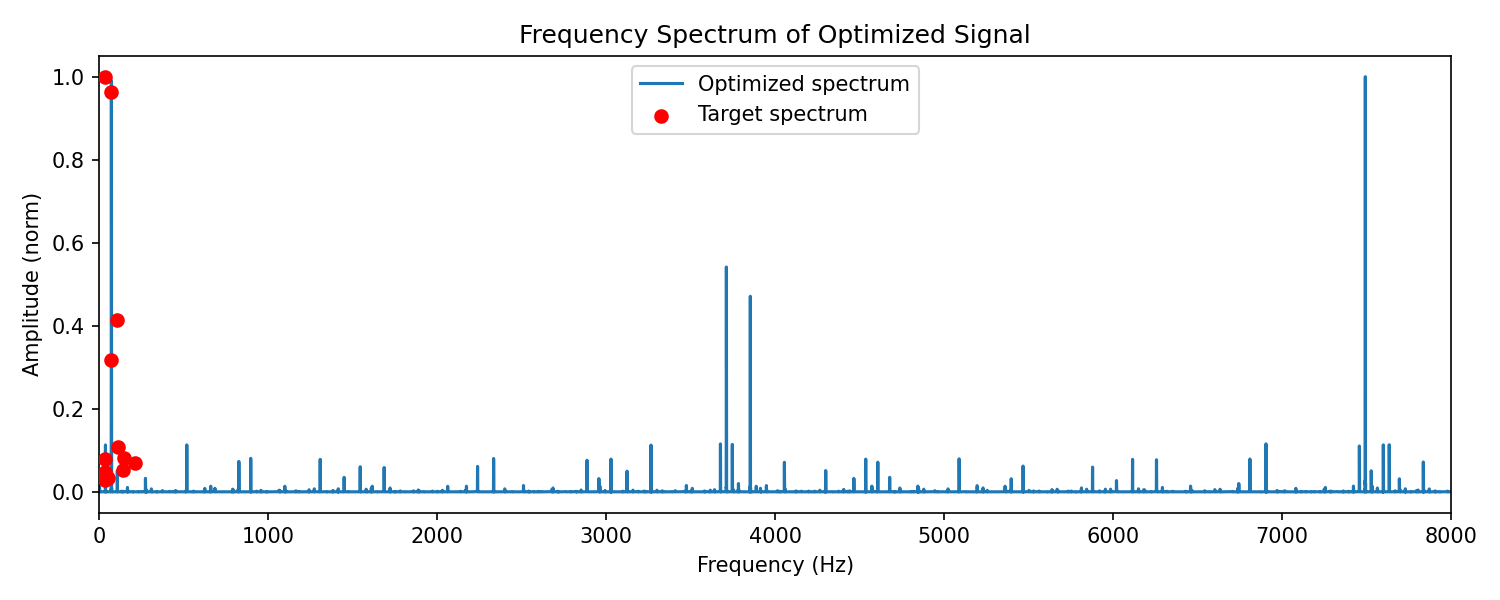 Frequency Spectrum of Optimized Signal
Optimized spectrum
Target spectrum
Amplitude (norm)
1.0
0.8
0.6
0.4
0.2
0.0
0 1000 2000 3000 4000 5000 6000 7000 8000
Frequency (Hz)